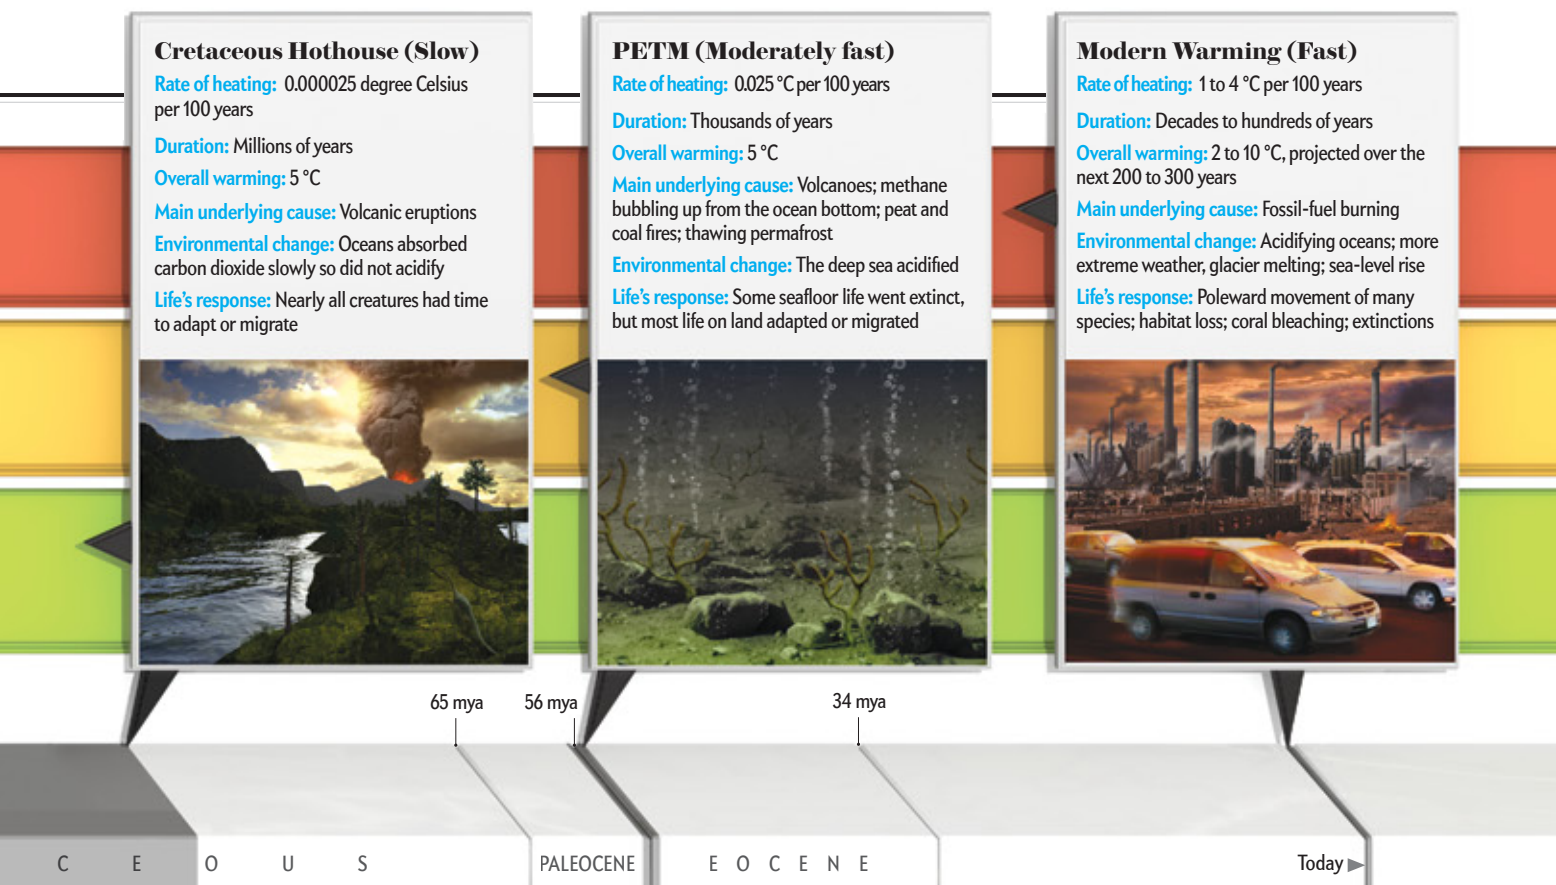 Cretaceous Hothouse (Slow)
Rate of heating: 0.000025 degree Celsius
per 100 years
Duration: Millions of years
Overall warming: 5 °C
Main underlying cause: Volcanic eruptions
Environmental change: Oceans absorbed
carbon dioxide slowly so did not acidify
Life's response: Nearly all creatures had time
to adapt or migrate
PETM (Moderately fast)
Rate of heating: 0.025 °C per 100 years
Duration: Thousands of years
Overall warming: 5 °C
Main underlying cause: Volcanoes; methane
bubbling up from the ocean bottom; peat and
coal fires; thawing permafrost
Environmental change: The deep sea acidified
Life's response: Some seafloor life went extinct,
but most life on land adapted or migrated
Modern Warming (Fast)
Rate of heating: 1 to 4 °C per 100 years
Duration: Decades to hundreds of years
Overall warming: 2 to 10 °C, projected over the
next 200 to 300 years
Main underlying cause: Fossil-fuel burning
Environmental change: Acidifying oceans; more
extreme weather, glacier melting; sea-level rise
Life's response: Poleward movement of many
species; habitat loss; coral bleaching; extinctions
65 mya
56 mya
34 mya
C E O U S
PALEOCENE
E O C E N E
Today